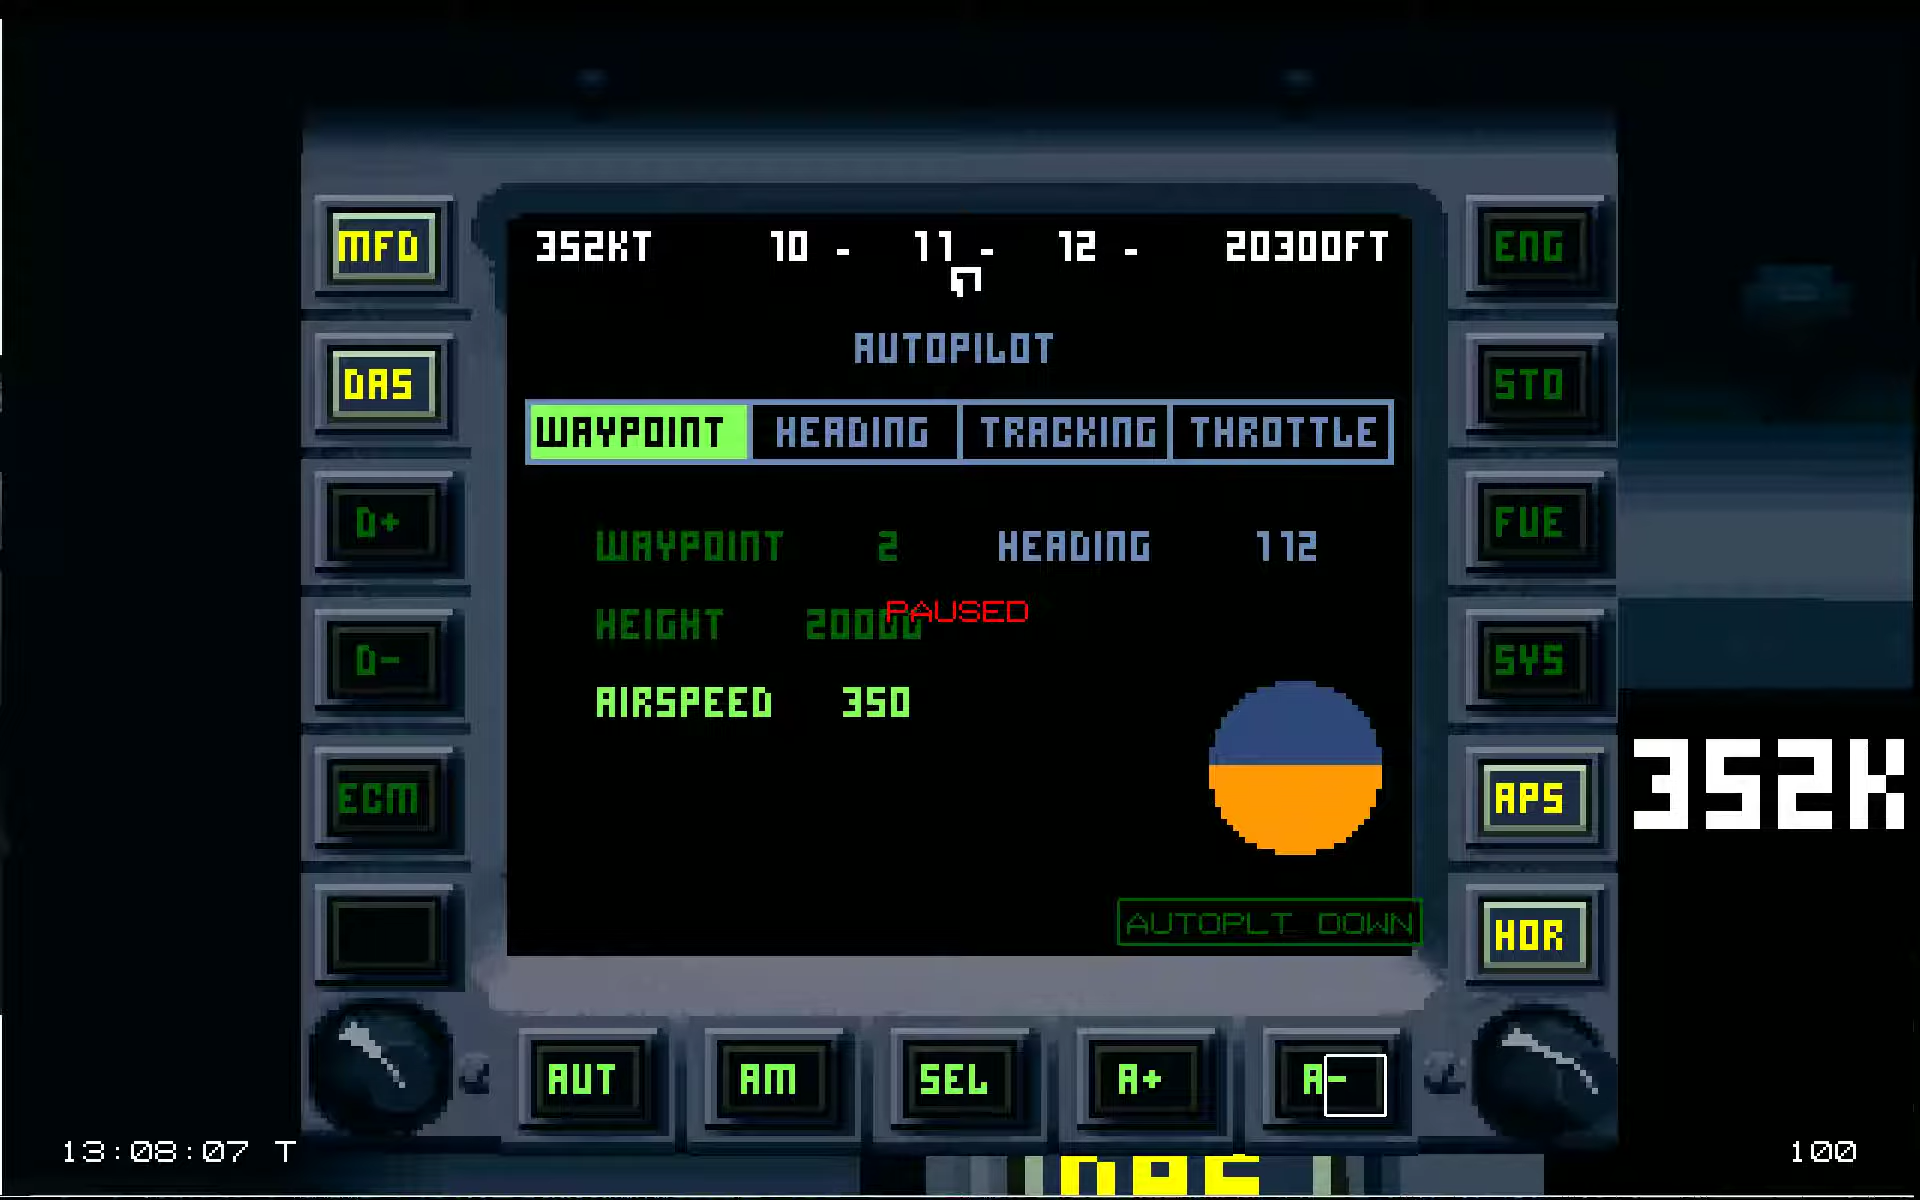 MFD
352KT 10 - 11 - 12 - 20300FT
ENG
AUTOPILOT
DAS
STO
WAYPOINT HEADING TRACKING THROTTLE
D+
FUE
WAYPOINT 2 HEADING 112
HEIGHT 20000
PAUSED
D-
SYS
AIRSPEED 350
ECM
APS
352K
HOR
AUTOPLT DOWN
AUT AM SEL A+ A-
13:08:07 T
100